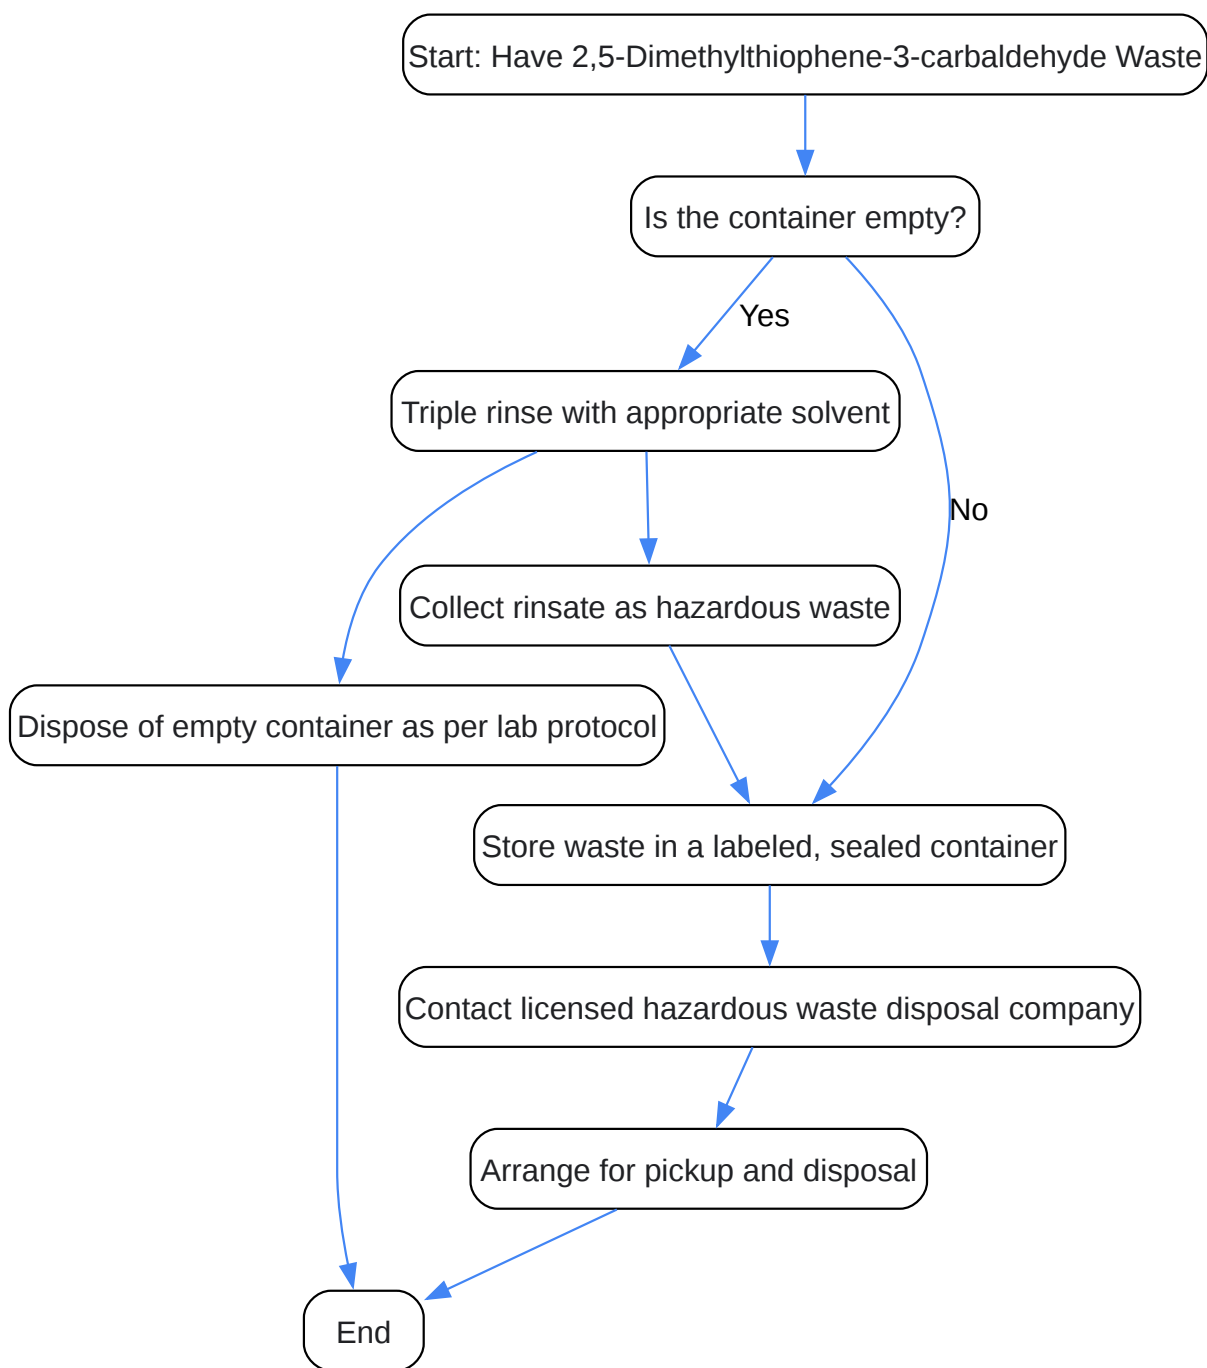 Start: Have 2,5-Dimethylthiophene-3-carbaldehyde Waste
Is the container empty?
Yes
Triple rinse with appropriate solvent
No
Collect rinsate as hazardous waste
Dispose of empty container as per lab protocol
Store waste in a labeled, sealed container
Contact licensed hazardous waste disposal company
Arrange for pickup and disposal
End